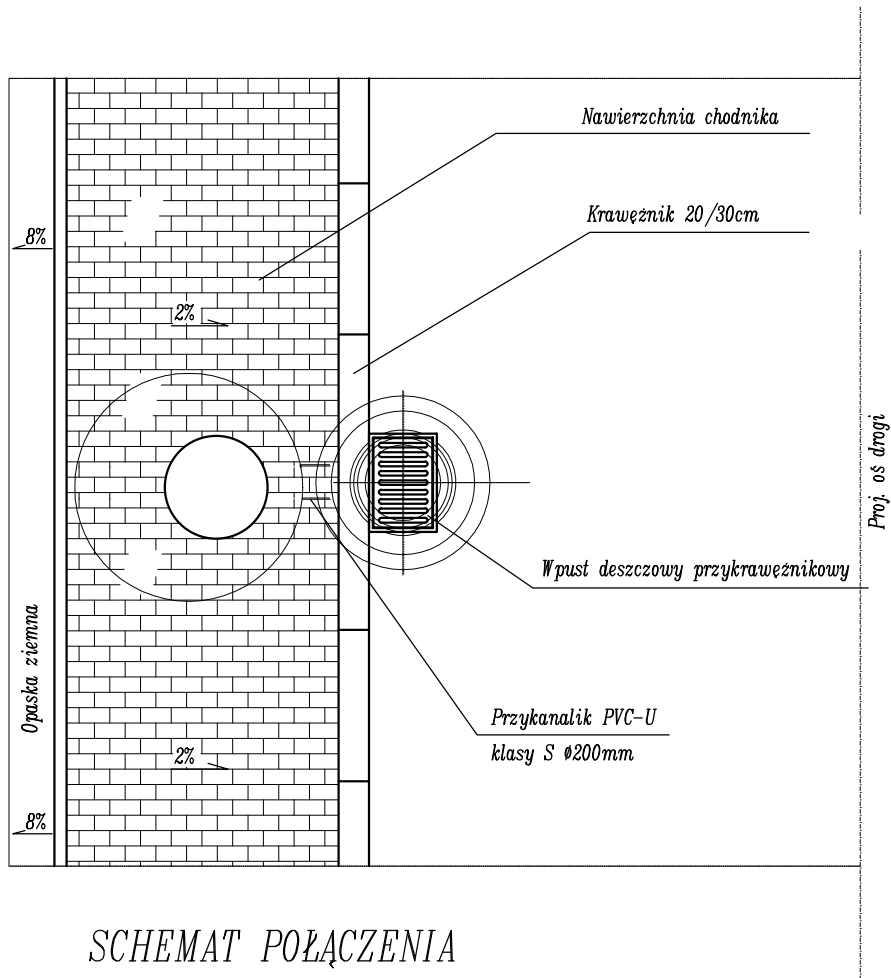 Nawierzchnia chodnika
Krawężnik 20/30cm
8%
2%
Proj. oś drogi
Wpust deszczowy przykrawężnikowy
Opaska ziemna
Przykanalik PVC-U
klasy S ø200mm
2%
8%
SCHEMAT POŁĄCZENIA